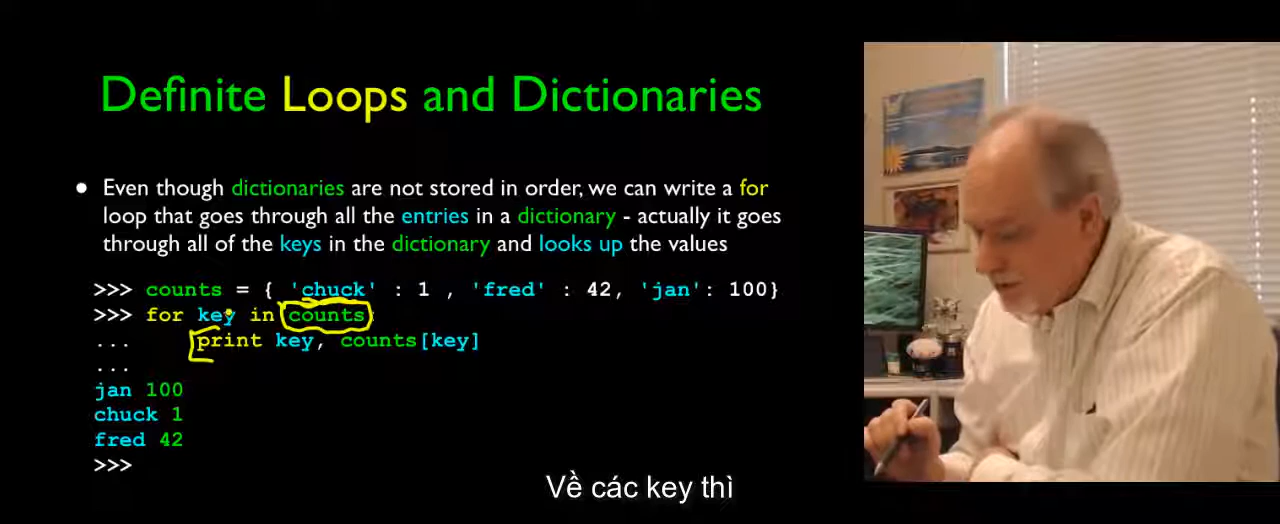 Definite Loops and Dictionaries
• Even though dictionaries are not stored in order, we can write a for
loop that goes through all the entries in a dictionary - actually it goes
through all of the keys in the dictionary and looks up the values
>>> counts = { 'chuck' : 1 , 'fred' : 42, 'jan': 100}
>>> for key in counts:
...     print key, counts[key]
...
jan 100
chuck 1
fred 42
>>>
Về các key thì